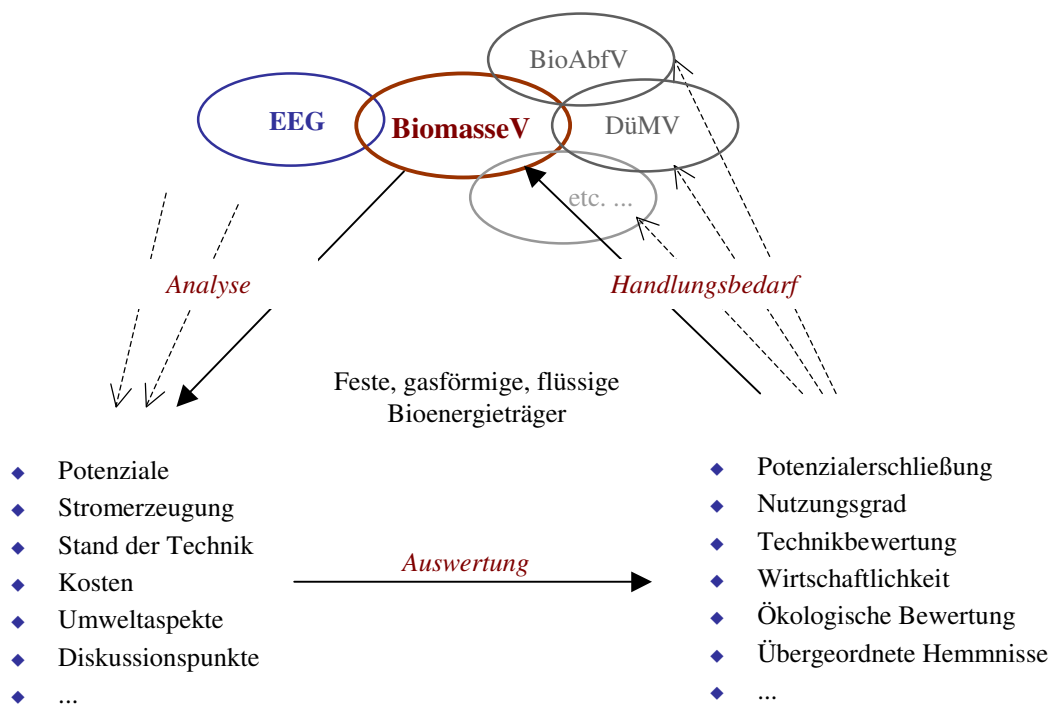 BioAbfV
EEG
BiomasseV
DüMV
etc. ...
Analyse
Handlungsbedarf
Feste, gasförmige, flüssige
Bioenergieträger
Potenziale
Stromerzeugung
Stand der Technik
Kosten
Umweltaspekte
Diskussionspunkte
...
Auswertung
Potenzialerschließung
Nutzungsgrad
Technikbewertung
Wirtschaftlichkeit
Ökologische Bewertung
Übergeordnete Hemmnisse
...